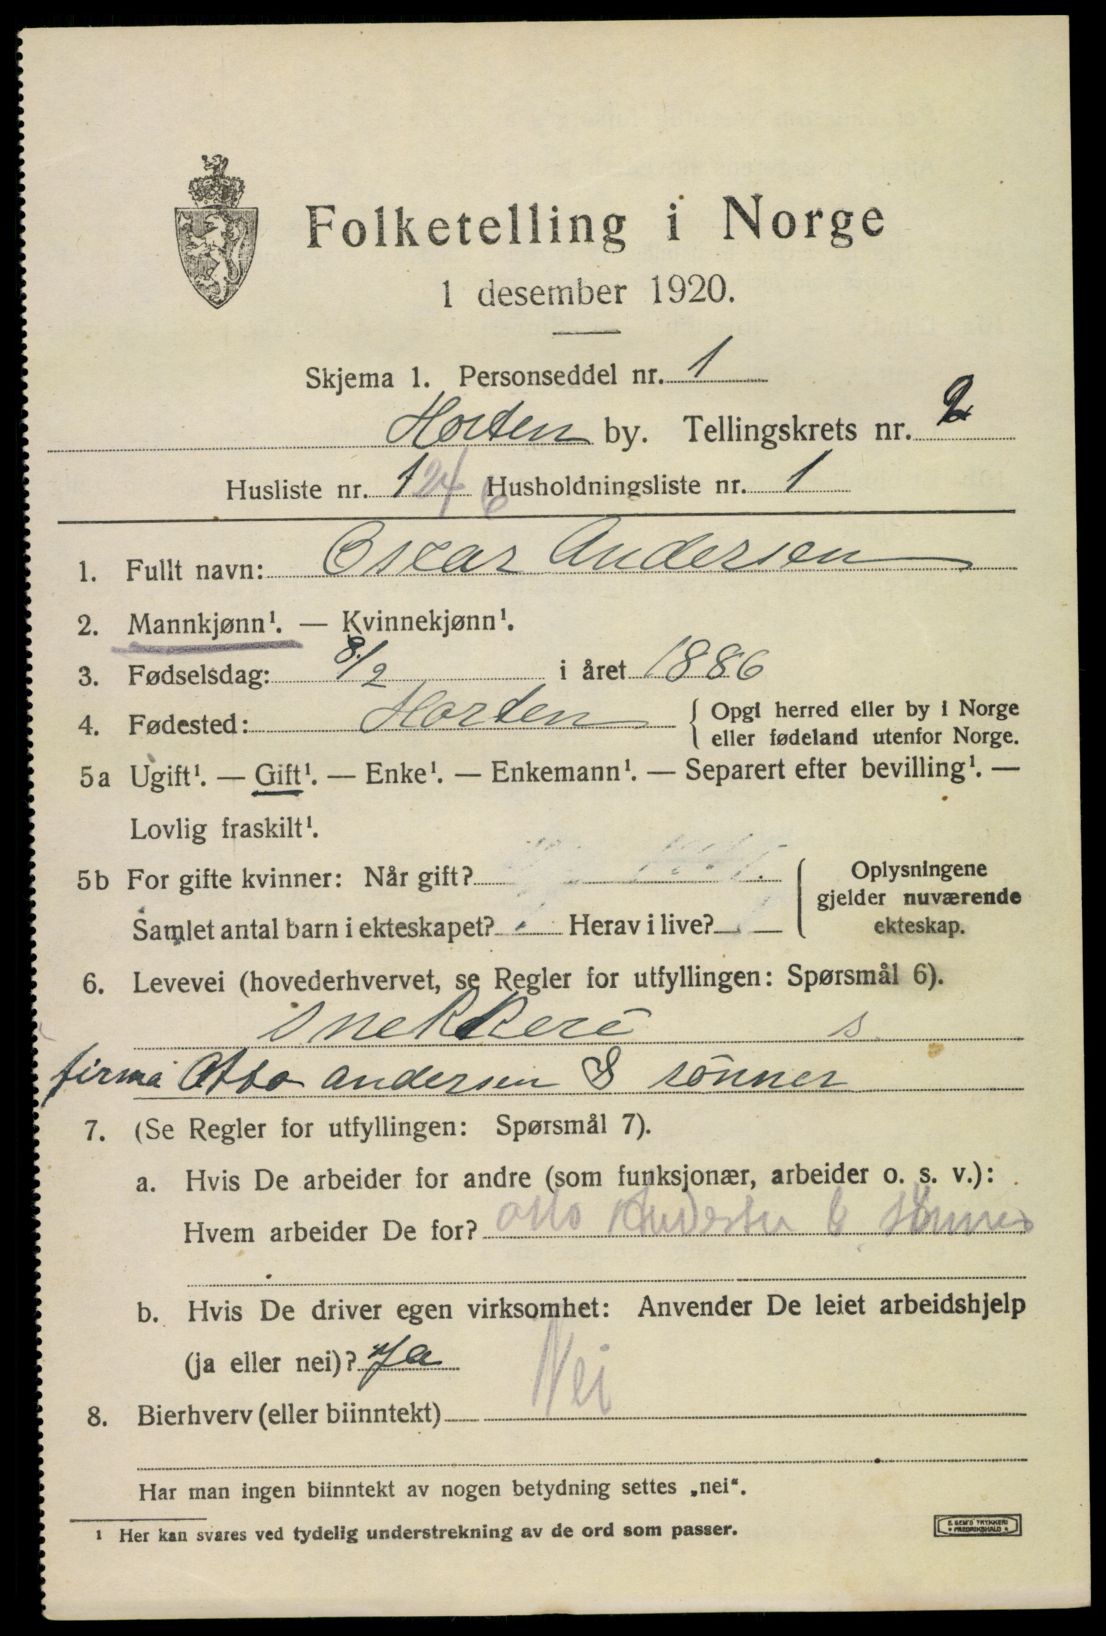 Folketelling i Norge
1 desember 1920.
Skjema 1. Personseddel nr. 1
Horten by. Tellingskrets nr. 2
Husliste nr. 124 6 Husholdningsliste nr. 1
1. Fullt navn: Oscar Andersen
2. Mannkjønn¹. — Kvinnekjønn¹.
3. Fødselsdag: 8/2 i året 1886
4. Fødested: Horten { Opgi herred eller by i Norge
eller fødeland utenfor Norge.
5a Ugift¹. — Gift¹. — Enke¹. — Enkemann¹. — Separert efter bevilling¹. —
Lovlig fraskilt¹.
5b For gifte kvinner: Når gift?
Samlet antal barn i ekteskapet? Herav i live?
Oplysningene
gjelder nuværende
ekteskap.
6. Levevei (hovederhvervet, se Regler for utfyllingen: Spørsmål 6).
snekkere s
firma Otto Andersen & sönner
7. (Se Regler for utfyllingen: Spørsmål 7).
a. Hvis De arbeider for andre (som funksjonær, arbeider o. s. v.):
Hvem arbeider De for? Otto Andersen & Sønner
b. Hvis De driver egen virksomhet: Anvender De leiet arbeidshjelp
(ja eller nei)? Ja
8. Bierhverv (eller biinntekt) Nei
Har man ingen biinntekt av nogen betydning settes „nei“.
¹ Her kan svares ved tydelig understrekning av de ord som passer.
E. SEM'S TRYKKERI
FREDRIKSHALD